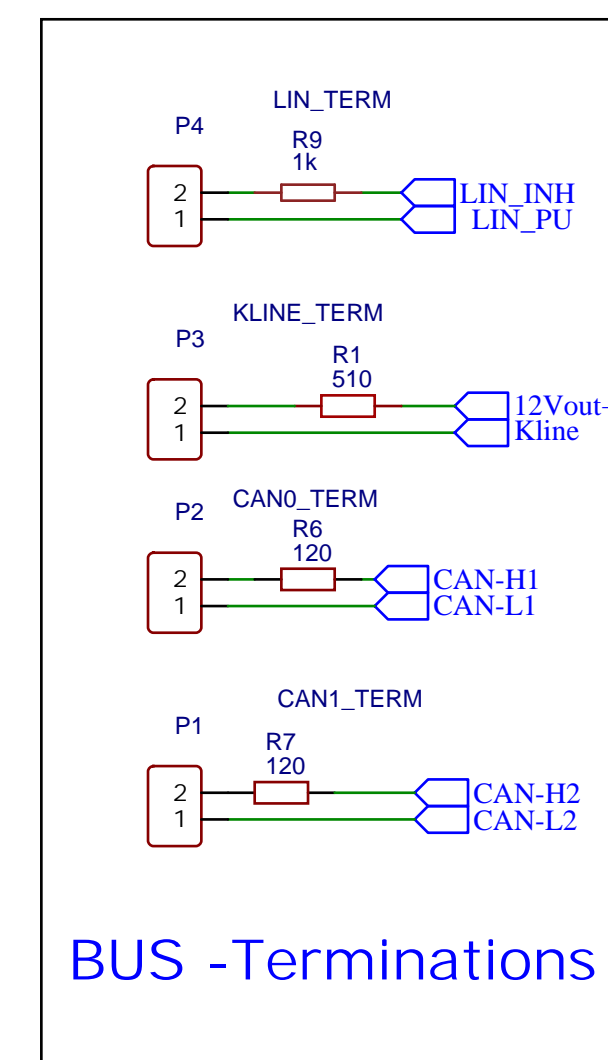 LIN_TERM
P4
R9
1k
2
LIN_INH
1
LIN_PU
KLINE_TERM
P3
R1
510
2
12Vout-
1
Kline
CAN0_TERM
P2
R6
120
2
CAN-H1
1
CAN-L1
CAN1_TERM
P1
R7
120
2
CAN-H2
1
CAN-L2
BUS -Terminations